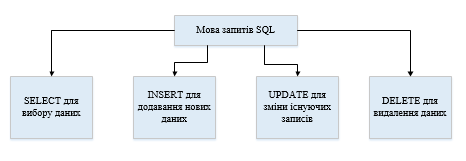 Мова запитів SQL
SELECT для
вибору даних
INSERT для
додавання нових
даних
UPDATE для
зміни існуючих
записів
DELETE для
видалення даних